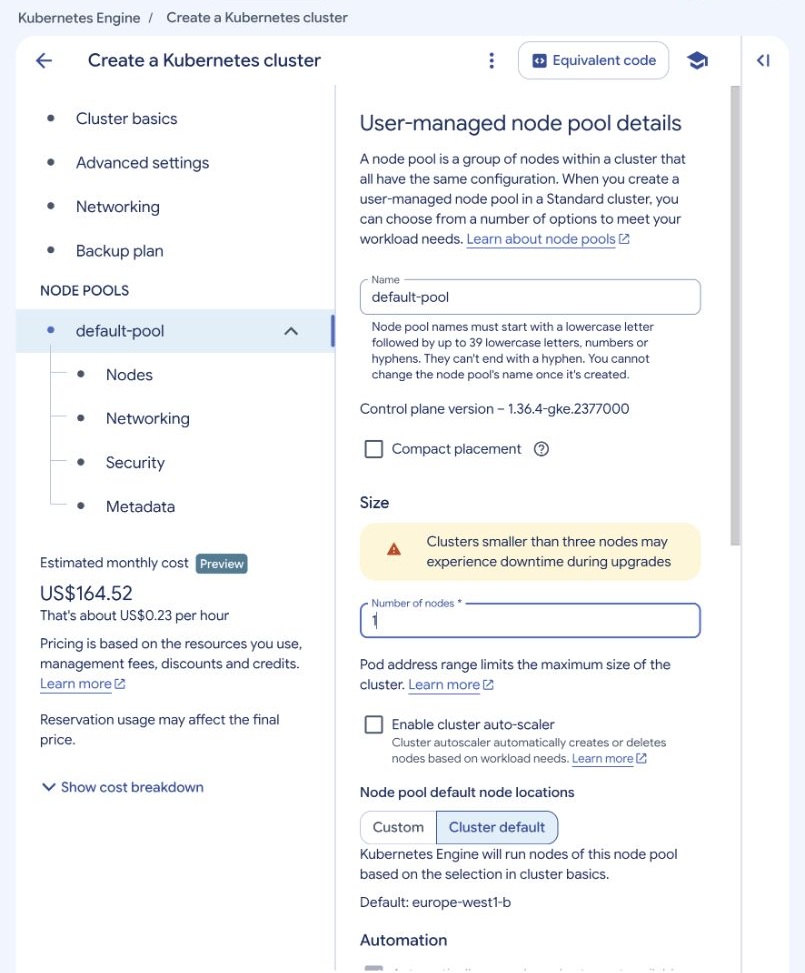 Kubernetes Engine / Create a Kubernetes cluster
Create a Kubernetes cluster
Equivalent code
Cluster basics
Advanced settings
Networking
Backup plan
NODE POOLS
default-pool
Nodes
Networking
Security
Metadata
Estimated monthly cost Preview
US$164.52
That's about US$0.23 per hour
Pricing is based on the resources you use,
management fees, discounts and credits.
Learn more
Reservation usage may affect the final
price.
Show cost breakdown
User-managed node pool details
A node pool is a group of nodes within a cluster that
all have the same configuration. When you create a
user-managed node pool in a Standard cluster, you
can choose from a number of options to meet your
workload needs. Learn about node pools
Name
default-pool
Node pool names must start with a lowercase letter
followed by up to 39 lowercase letters, numbers or
hyphens. They can't end with a hyphen. You cannot
change the node pool's name once it's created.
Control plane version – 1.36.4-gke.2377000
Compact placement
Size
Clusters smaller than three nodes may
experience downtime during upgrades
Number of nodes *
1
Pod address range limits the maximum size of the
cluster. Learn more
Enable cluster auto-scaler
Cluster autoscaler automatically creates or deletes
nodes based on workload needs. Learn more
Node pool default node locations
Custom
Cluster default
Kubernetes Engine will run nodes of this node pool
based on the selection in cluster basics.
Default: europe-west1-b
Automation